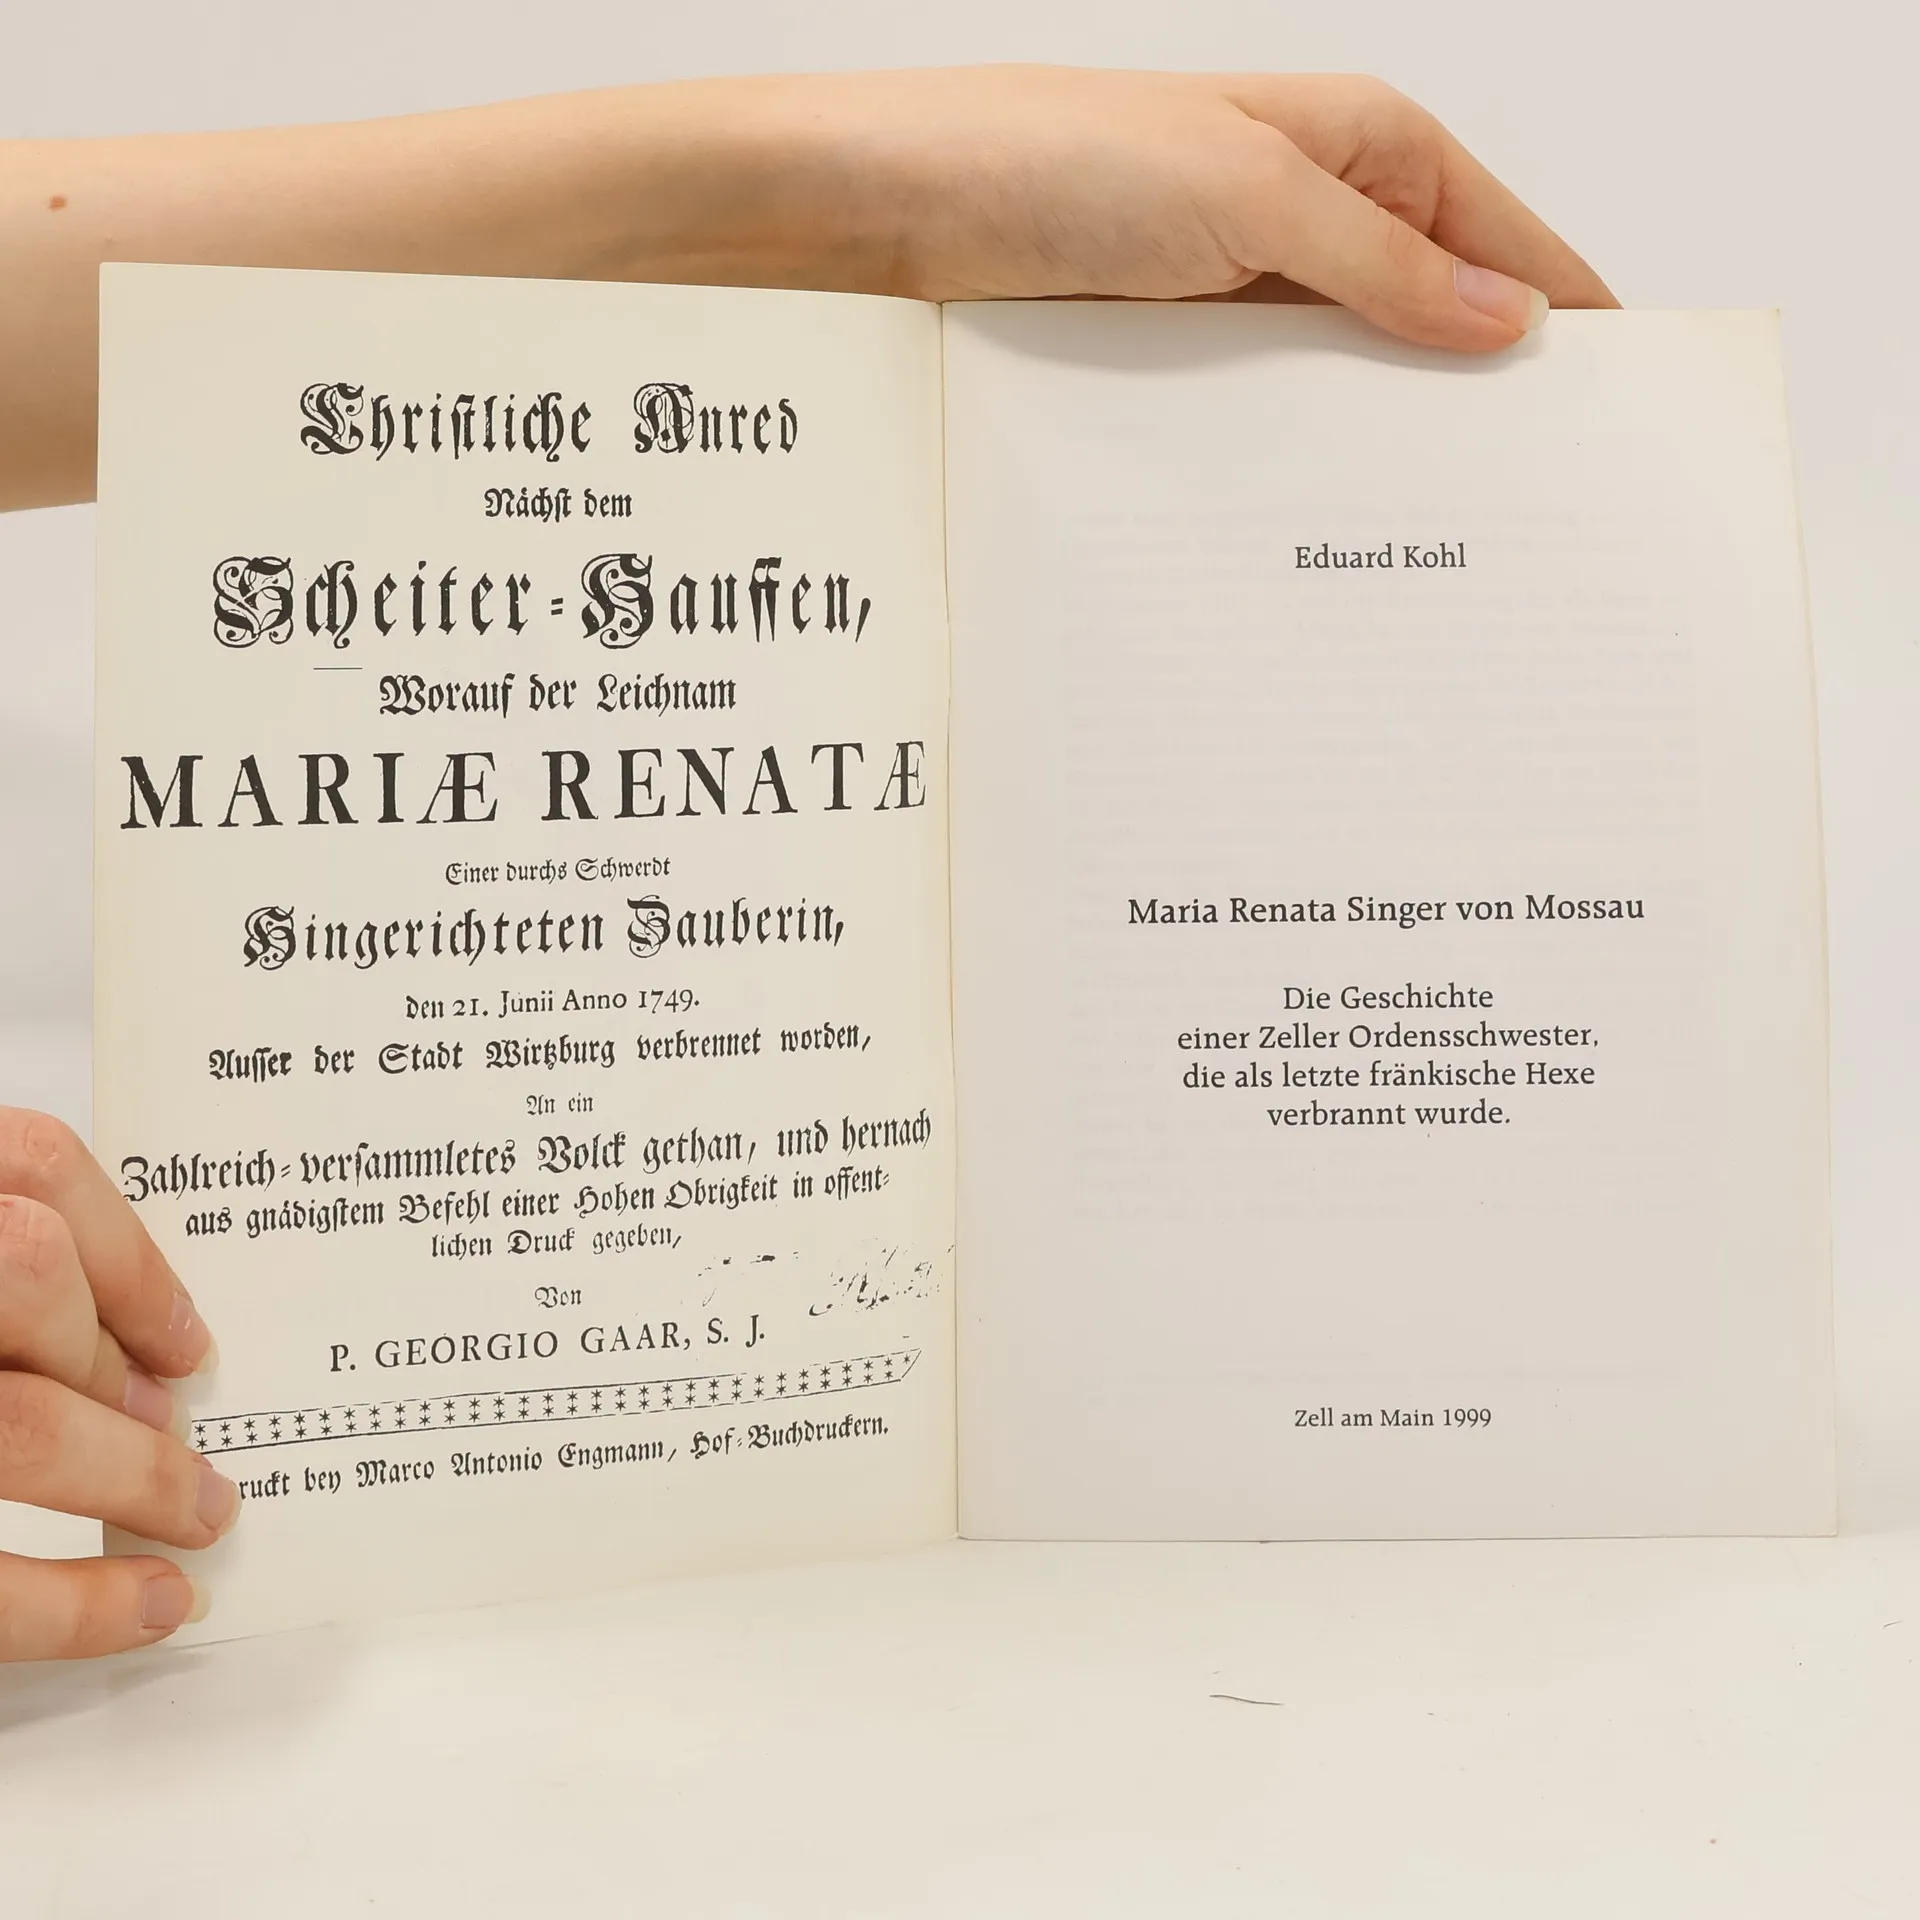 Christliche Anred
Nächst dem
Scheiter-Hauffen,
Worauf der Leichnam
MARIÆ RENATÆ
Einer durchs Schwerdt
Hingerichteten Zauberin,
den 21. Junii Anno 1749.
Ausser der Stadt Wirtzburg verbrennet worden,
An ein
Zahlreich-versammletes Volck gethan, und hernach
aus gnädigstem Befehl einer Hohen Obrigkeit in offent-
lichen Druck gegeben,
Von
P. GEORGIO GAAR, S. J.
ruckt bey Marco Antonio Engmann, Hof-Buchdruckern.
Eduard Kohl
Maria Renata Singer von Mossau
Die Geschichte
einer Zeller Ordensschwester,
die als letzte fränkische Hexe
verbrannt wurde.
Zell am Main 1999